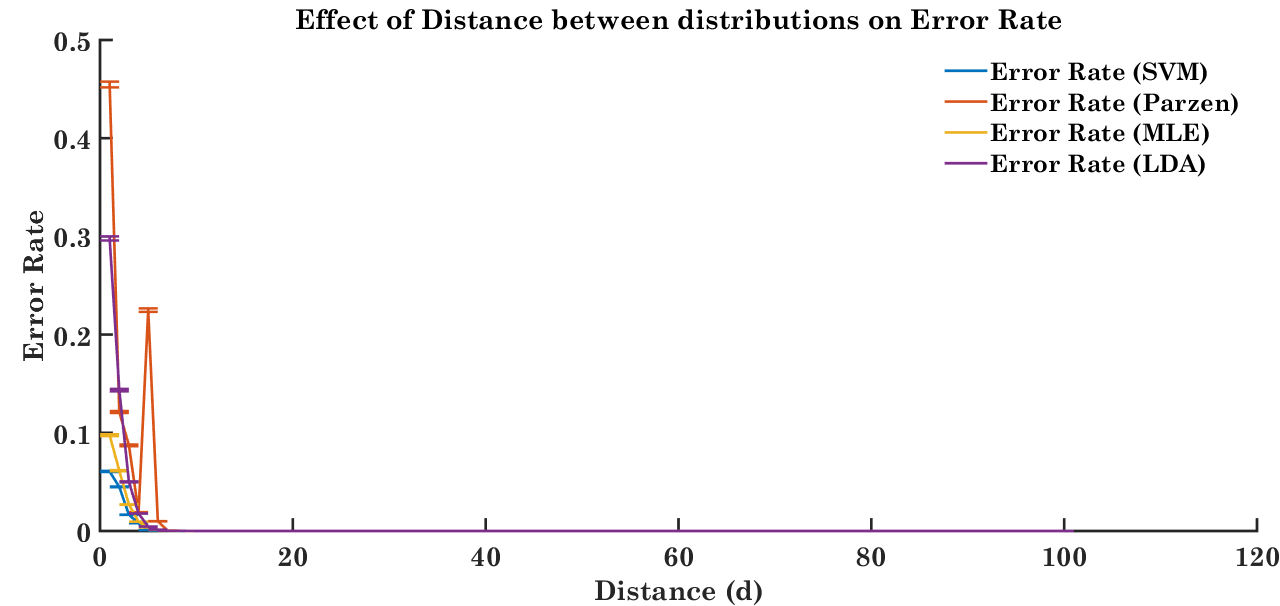 Effect of Distance between distributions on Error Rate
0.5
0.4
0.3
0.2
0.1
0
Error Rate
Error Rate (SVM)
Error Rate (Parzen)
Error Rate (MLE)
Error Rate (LDA)
0 20 40 60 80 100 120
Distance (d)